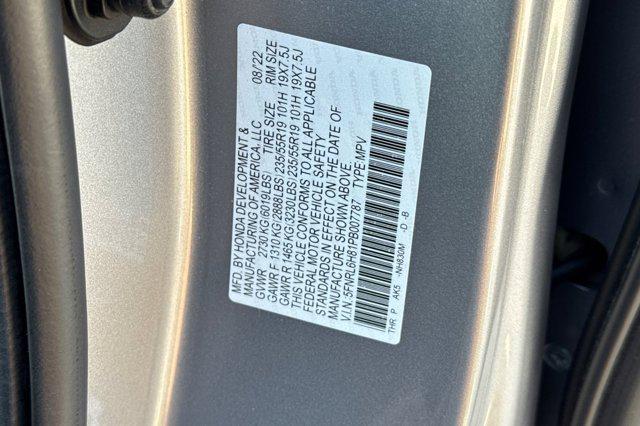 MFD. BY HONDA DEVELOPMENT &
MANUFACTURING OF AMERICA, LLC 08/'22
GVWR 2730 KG(6019LBS) TIRE SIZE RIM SIZE
GAWR F 1310 KG(2888LBS) 235/55R19 101H 19X7.5J
GAWR R 1465 KG(3230LBS) 235/55R19 101H 19X7.5J
THIS VEHICLE CONFORMS TO ALL APPLICABLE
FEDERAL MOTOR VEHICLE SAFETY
STANDARDS IN EFFECT ON THE DATE OF
MANUFACTURE SHOWN ABOVE.
V.I.N. TYPE: MPV
THR P AK5 -NH830M -D -B